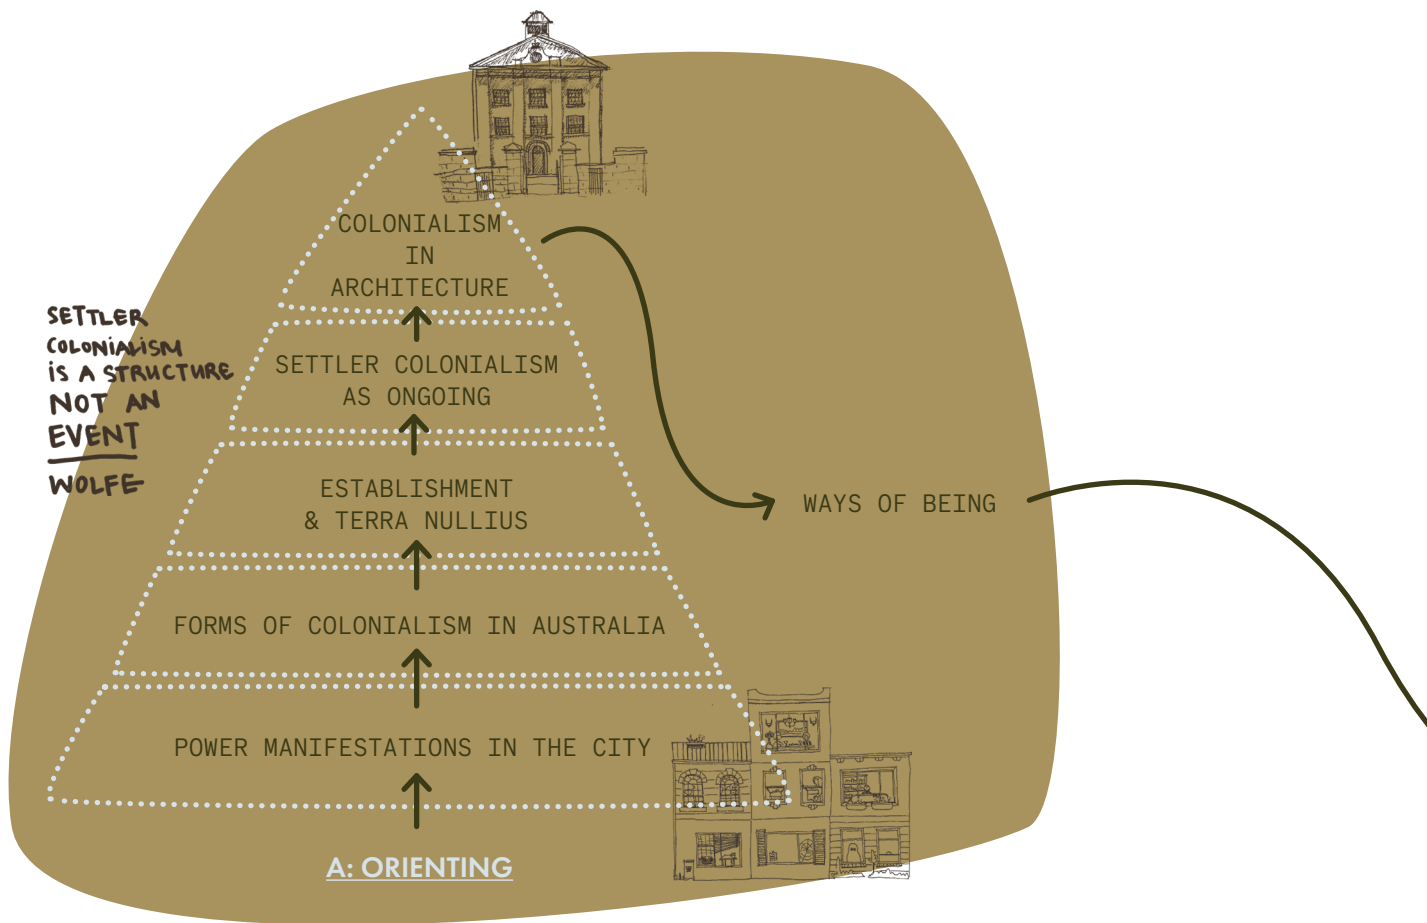 COLONIALISM
IN
ARCHITECTURE
SETTLER
COLONIALISM
IS A STRUCTURE
NOT AN
EVENT
WOLFE
SETTLER COLONIALISM
AS ONGOING
ESTABLISHMENT
& TERRA NULLIUS
WAYS OF BEING
FORMS OF COLONIALISM IN AUSTRALIA
POWER MANIFESTATIONS IN THE CITY
A: ORIENTING